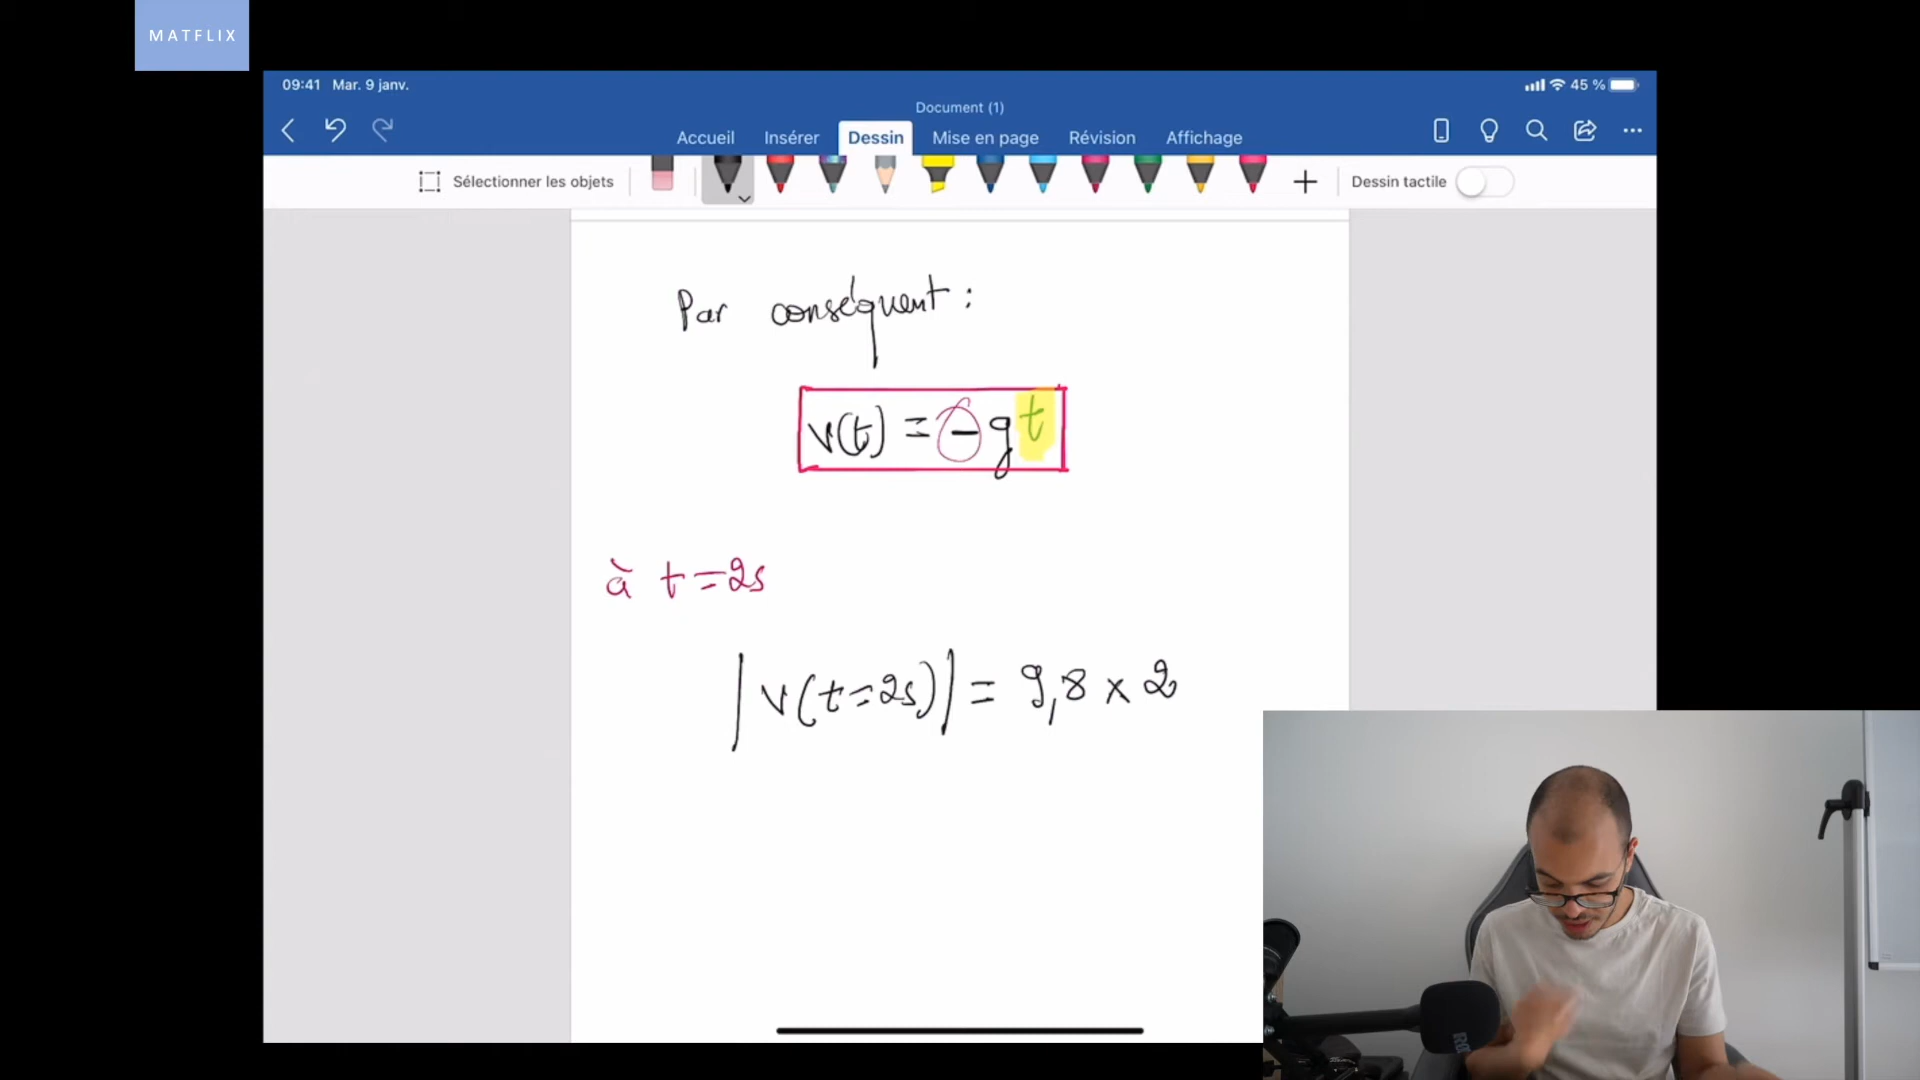 MATFLIX
09:41 Mar. 9 janv.
45 %
Document (1)
Accueil Insérer Dessin Mise en page Révision Affichage
Sélectionner les objets
Dessin tactile
Par conséquent :
v(t) = - g t
à t = 2s
|v(t=2s)| = 9,8 x 2